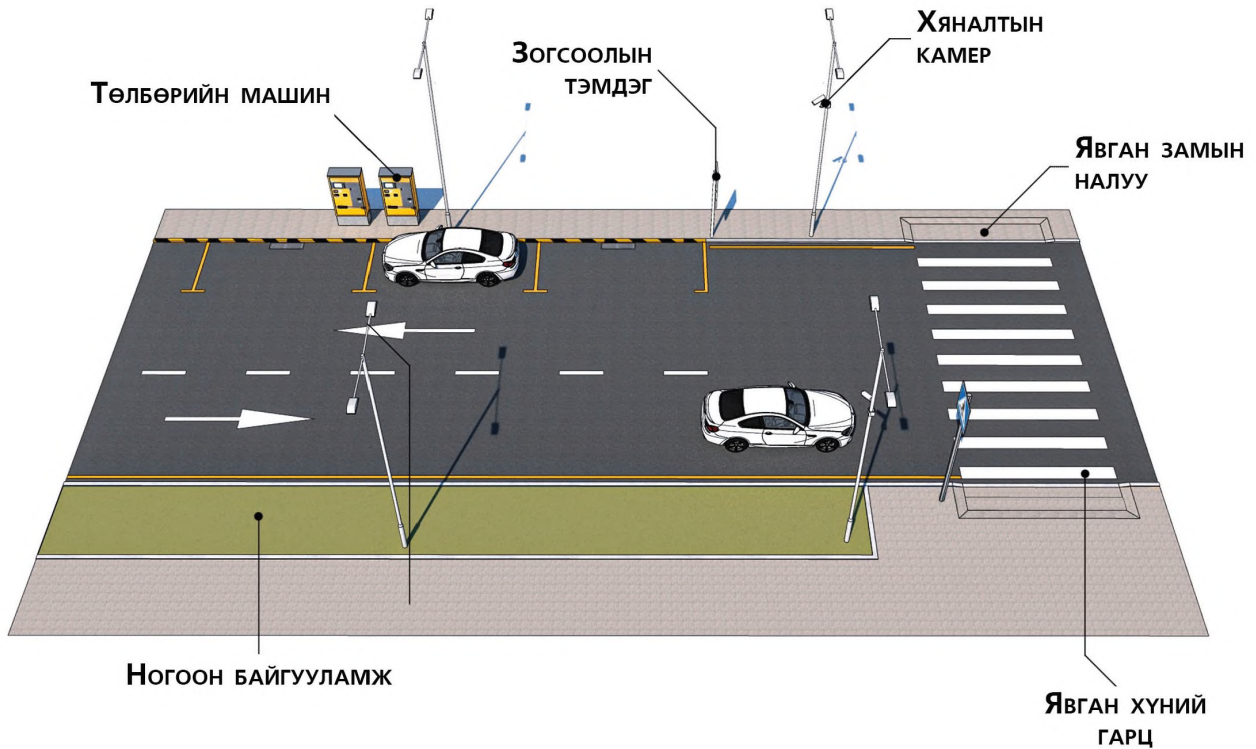 Хяналтын
камер
Зогсоолын
тэмдэг
Төлбөрийн машин
Явган замын
налуу
Ногоон байгууламж
Явган хүний
гарц